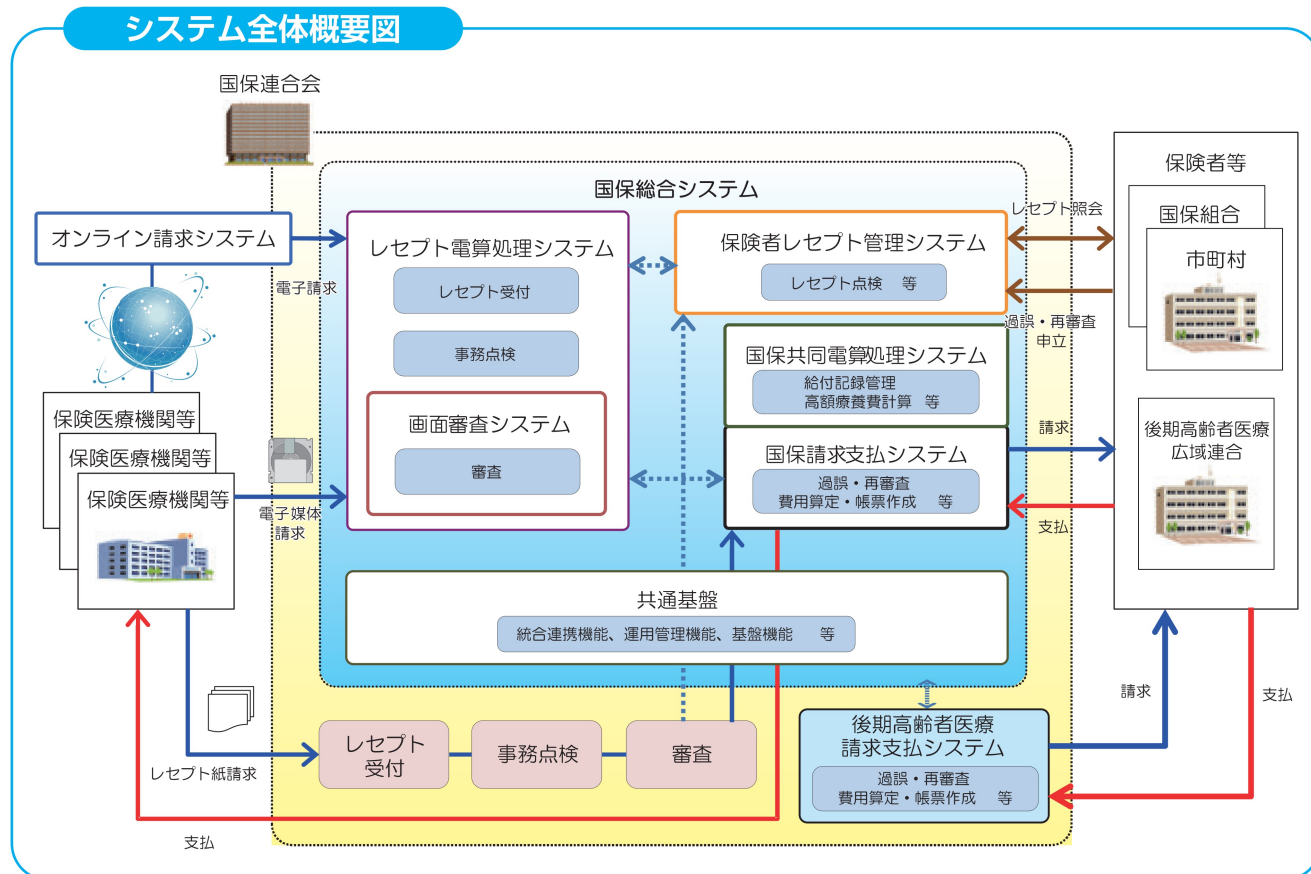 システム全体概要図
国保連合会
国保総合システム
オンライン請求システム
電子請求
レセプト電算処理システム
レセプト受付
事務点検
画面審査システム
審査
保険者レセプト管理システム
レセプト点検　等
国保共同電算処理システム
給付記録管理
高額療養費計算　等
国保請求支払システム
過誤・再審査
費用算定・帳票作成　等
レセプト照会
過誤・再審査
申立
請求
支払
保険者等
国保組合
市町村
後期高齢者医療
広域連合
保険医療機関等
保険医療機関等
保険医療機関等
電子媒体
請求
共通基盤
統合連携機能、運用管理機能、基盤機能　等
レセプト紙請求
レセプト
受付
事務点検
審査
後期高齢者医療
請求支払システム
過誤・再審査
費用算定・帳票作成　等
請求
支払
支払